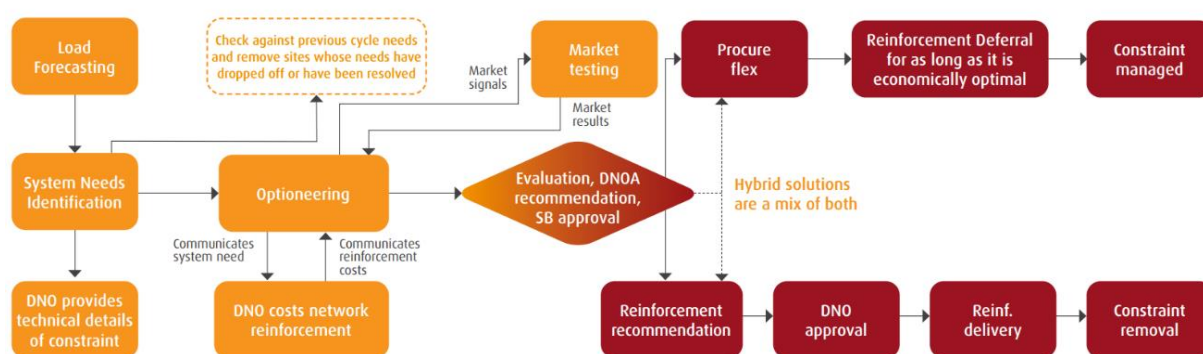 Load
Forecasting
Check against previous cycle needs
and remove sites whose needs have
dropped off or have been resolved
Market
signals
Market
testing
Market
results
Procure
flex
Reinforcement Deferral
for as long as it is
economically optimal
Constraint
managed
System Needs
Identification
Optioneering
Evaluation, DNOA
recommendation,
SB approval
Hybrid solutions
are a mix of both
Communicates
system need
Communicates
reinforcement
costs
DNO provides
technical details
of constraint
DNO costs network
reinforcement
Reinforcement
recommendation
DNO
approval
Reinf.
delivery
Constraint
removal